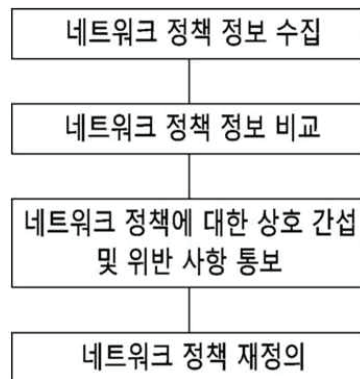 네트워크 정책 정보 수집
네트워크 정책 정보 비교
네트워크 정책에 대한 상호 간섭
및 위반 사항 통보
네트워크 정책 재정의